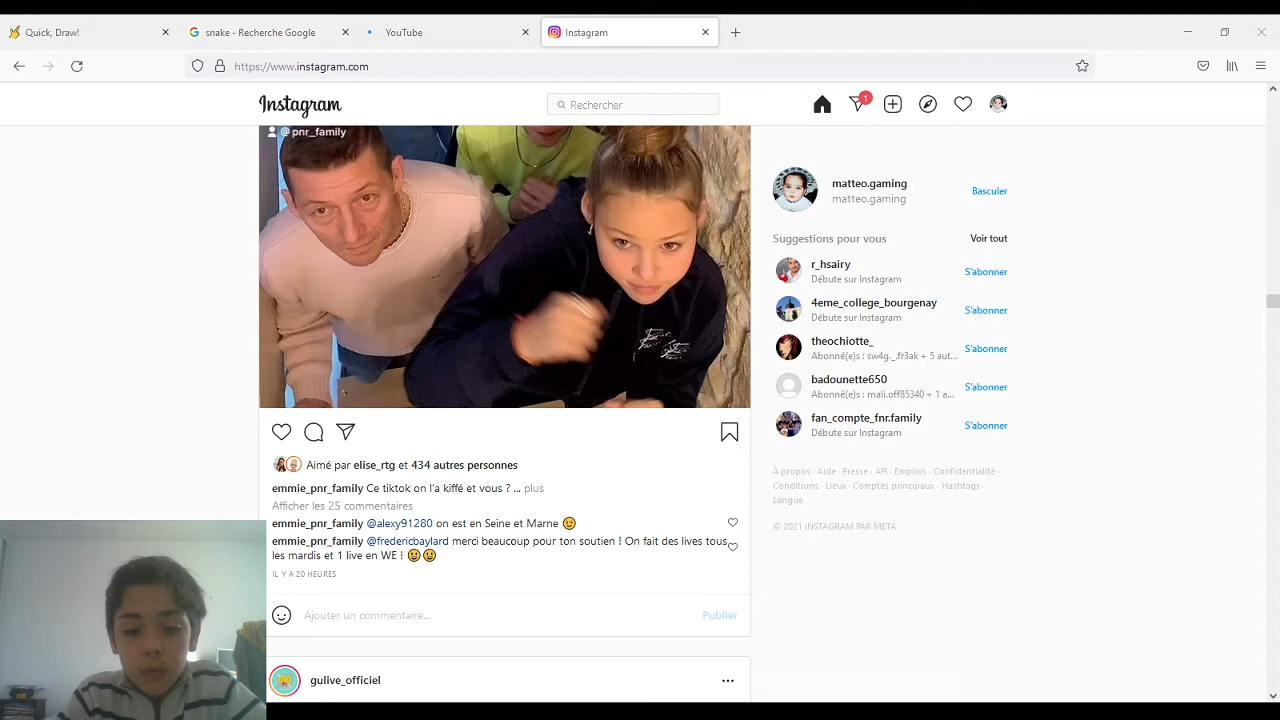 Quick, Draw!
snake - Recherche Google
YouTube
Instagram
https://www.instagram.com
Instagram
Rechercher
1
@pnr_family
matteo.gaming
matteo.gaming
Basculer
Suggestions pour vous
Voir tout
r_hsairy
Débute sur Instagram
S'abonner
4eme_college_bourgenay
Débute sur Instagram
S'abonner
theochiotte_
Abonné(e)s : sw4g._.fr3ak + 5 aut...
S'abonner
badounette650
Abonné(e)s : mali.off85340 + 1 a...
S'abonner
fan_compte_fnr.family
Débute sur Instagram
S'abonner
À propos · Aide · Presse · API · Emplois · Confidentialité ·
Conditions · Lieux · Comptes principaux · Hashtags ·
Langue
© 2021 INSTAGRAM PAR META
Aimé par elise_rtg et 434 autres personnes
emmie_pnr_family Ce tiktok on l'a kiffé et vous ? ... plus
Afficher les 25 commentaires
emmie_pnr_family @alexy91280 on est en Seine et Marne 😉
emmie_pnr_family @fredericbaylard merci beaucoup pour ton soutien ! On fait des lives tous
les mardis et 1 live en WE ! 😀😀
IL Y A 20 HEURES
Ajouter un commentaire...
Publier
gulive_officiel